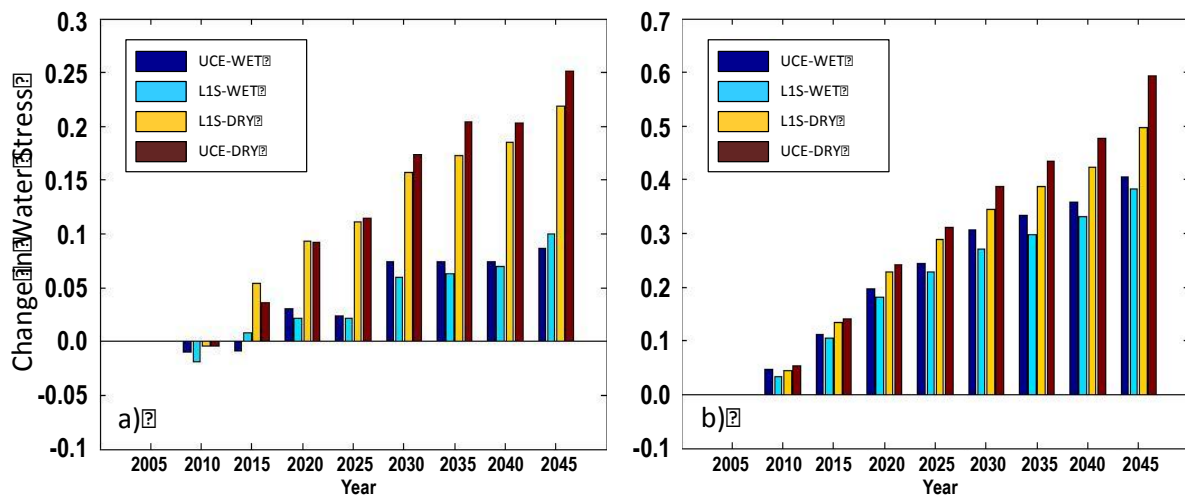 0.3
0.25
0.2
0.15
0.1
0.05
0.0
-0.05
-0.1
Change⍰in⍰Water⍰Stress⍰
UCE-WET⍰
L1S-WET⍰
L1S-DRY⍰
UCE-DRY⍰
a)⍰
2005 2010 2015 2020 2025 2030 2035 2040 2045
Year
0.7
0.6
0.5
0.4
0.3
0.2
0.1
0.0
-0.1
UCE-WET⍰
L1S-WET⍰
L1S-DRY⍰
UCE-DRY⍰
b)⍰
2005 2010 2015 2020 2025 2030 2035 2040 2045
Year